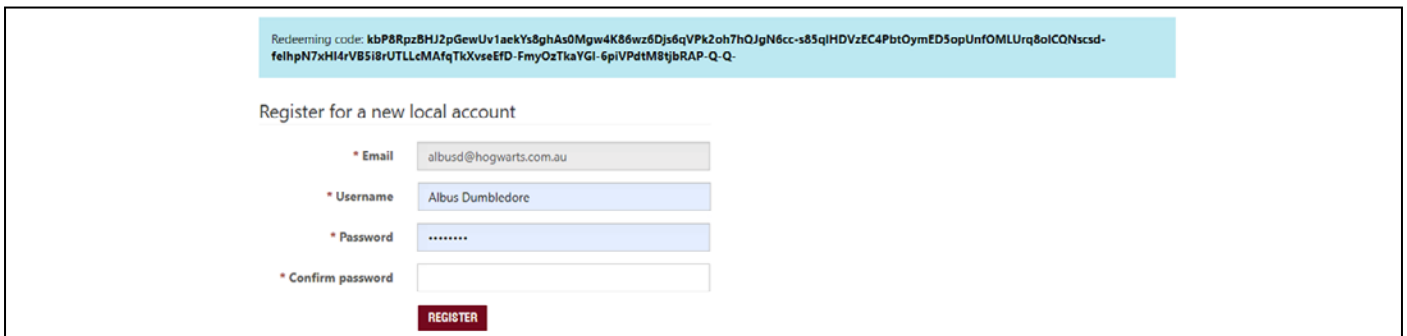 Redeeming code: kbP8RpzBHJ2pGewUv1aekYs8ghAs0Mgw4K86wz6Djs6qVPk2oh7hQJgN6cc-s85qIHDVzEC4PbtOymED5opUnfOMLUrq8oICQNscsd-
felhpN7xHI4rVB5i8rUTLLcMAfqTkXvseEfD-FmyOzTkaYGI-6piVPdtM8tjbRAP-Q-Q-
Register for a new local account
* Email albusd@hogwarts.com.au
* Username Albus Dumbledore
* Password ••••••••
* Confirm password
REGISTER